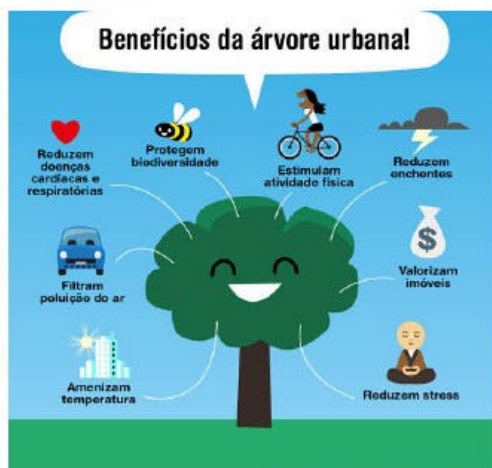 Benefícios da árvore urbana!
Reduzem
doenças
cardíacas e
respiratórias
Protegem
biodiversidade
Estimulam
atividade física
Reduzem
enchentes
Filtram
poluição do ar
$
Valorizam
imóveis
Amenizam
temperatura
Reduzem stress